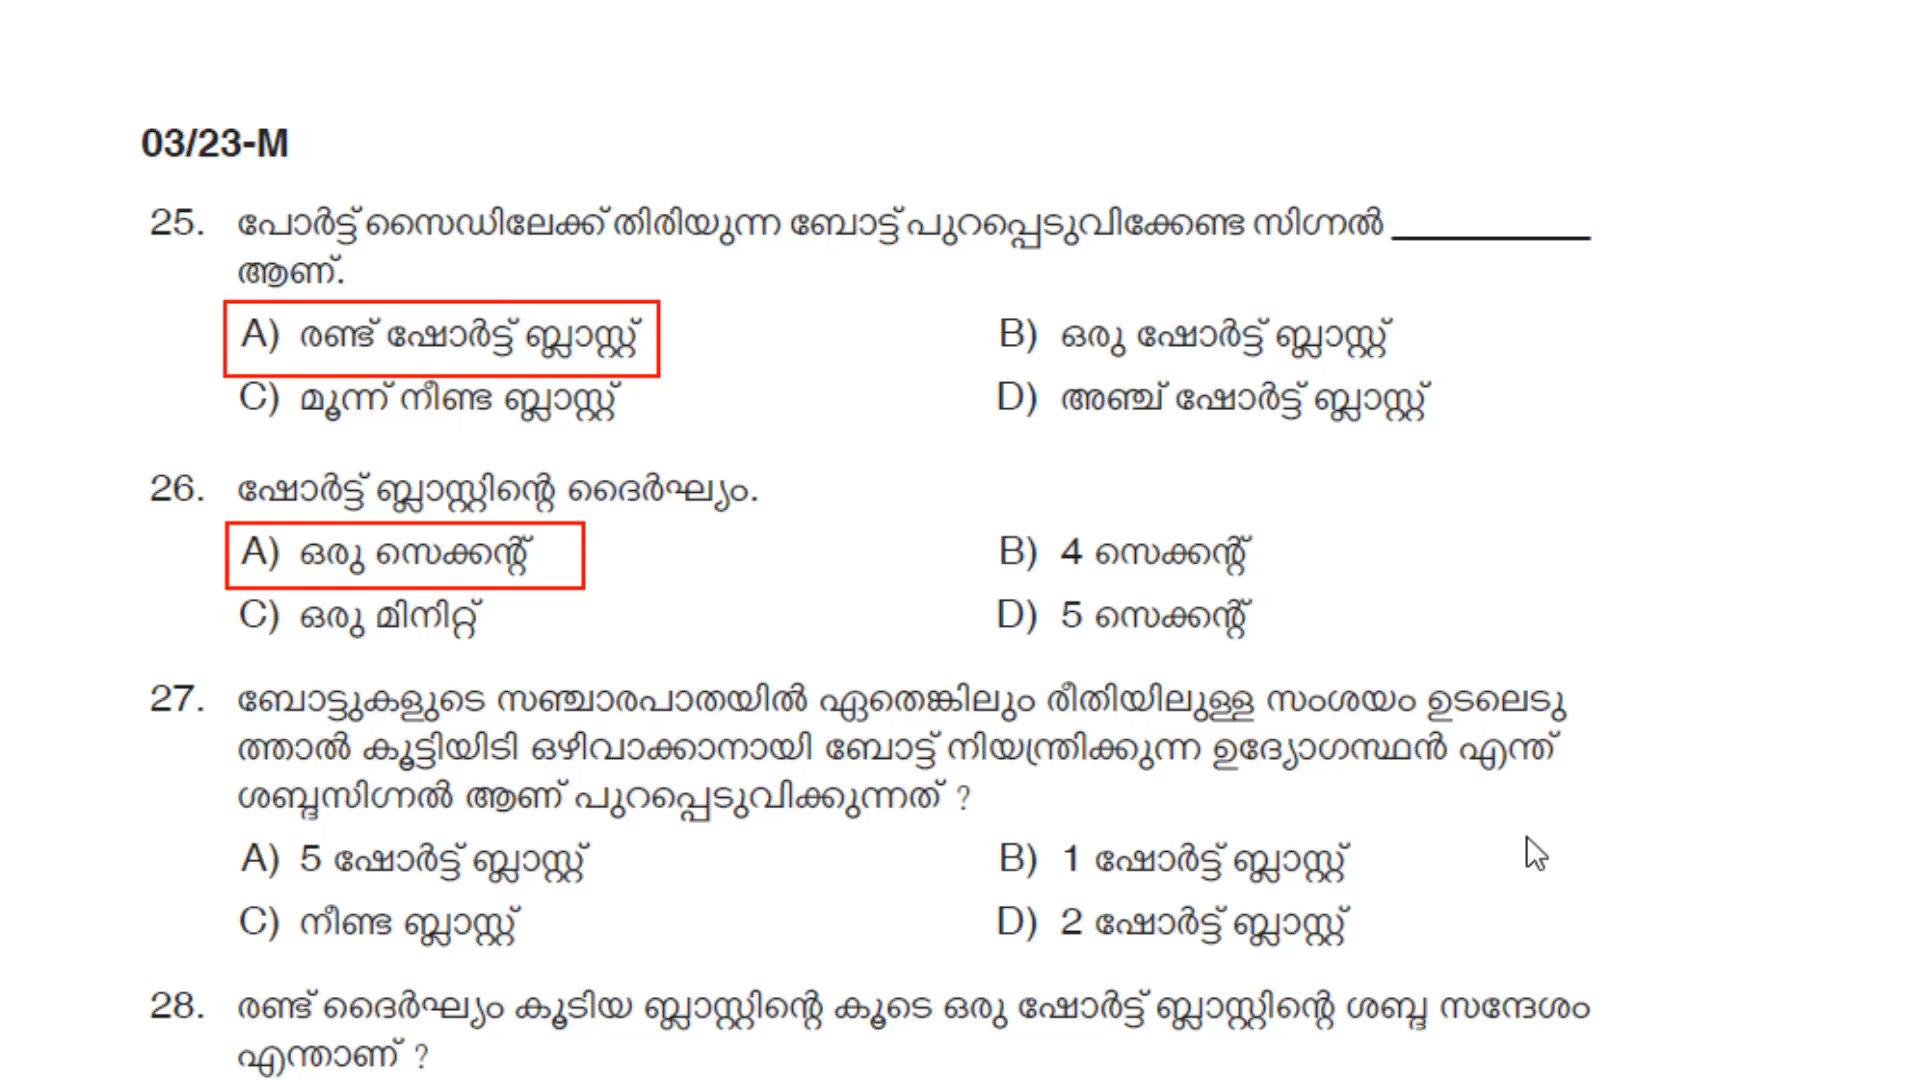 03/23-M
25. പോർട്ട് സൈഡിലേക്ക് തിരിയുന്ന ബോട്ട് പുറപ്പെടുവിക്കേണ്ട സിഗ്നൽ __________
ആണ്.
A) രണ്ട് ഷോർട്ട് ബ്ലാസ്റ്റ് B) ഒരു ഷോർട്ട് ബ്ലാസ്റ്റ്
C) മൂന്ന് നീണ്ട ബ്ലാസ്റ്റ് D) അഞ്ച് ഷോർട്ട് ബ്ലാസ്റ്റ്
26. ഷോർട്ട് ബ്ലാസ്റ്റിന്റെ ദൈർഘ്യം.
A) ഒരു സെക്കന്റ് B) 4 സെക്കന്റ്
C) ഒരു മിനിറ്റ് D) 5 സെക്കന്റ്
27. ബോട്ടുകളുടെ സഞ്ചാരപാതയിൽ ഏതെങ്കിലും രീതിയിലുള്ള സംശയം ഉടലെടു
ത്താൽ കൂട്ടിയിടി ഒഴിവാക്കാനായി ബോട്ട് നിയന്ത്രിക്കുന്ന ഉദ്യോഗസ്ഥൻ എന്ത്
ശബ്ദസിഗ്നൽ ആണ് പുറപ്പെടുവിക്കുന്നത് ?
A) 5 ഷോർട്ട് ബ്ലാസ്റ്റ് B) 1 ഷോർട്ട് ബ്ലാസ്റ്റ്
C) നീണ്ട ബ്ലാസ്റ്റ് D) 2 ഷോർട്ട് ബ്ലാസ്റ്റ്
28. രണ്ട് ദൈർഘ്യം കൂടിയ ബ്ലാസ്റ്റിന്റെ കൂടെ ഒരു ഷോർട്ട് ബ്ലാസ്റ്റിന്റെ ശബ്ദ സന്ദേശം
എന്താണ് ?